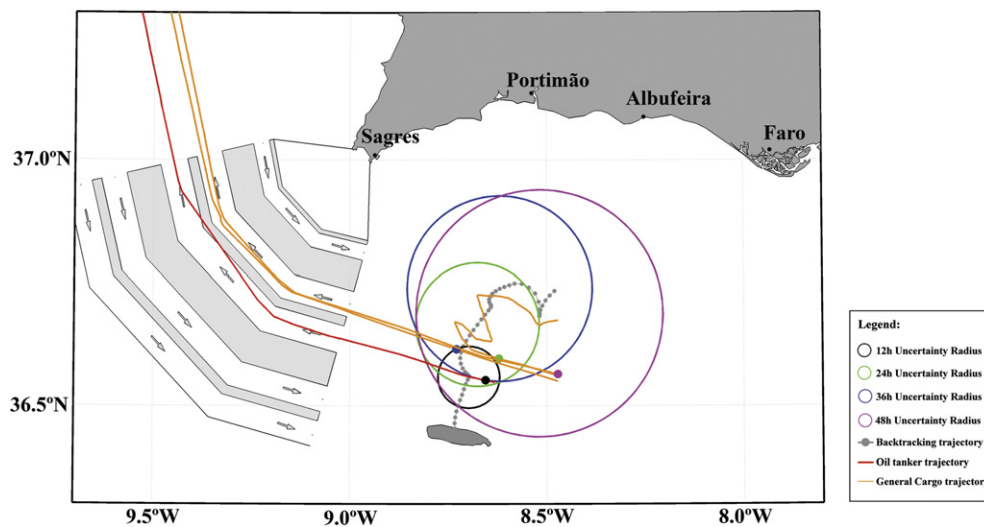 Portimão
Albufeira
Sagres
Faro
37.0ºN
36.5ºN
9.5ºW
9.0ºW
8.5ºW
8.0ºW
Legend:
12h Uncertainty Radius
24h Uncertainty Radius
36h Uncertainty Radius
48h Uncertainty Radius
Backtracking trajectory
Oil tanker trajectory
General Cargo trajectory